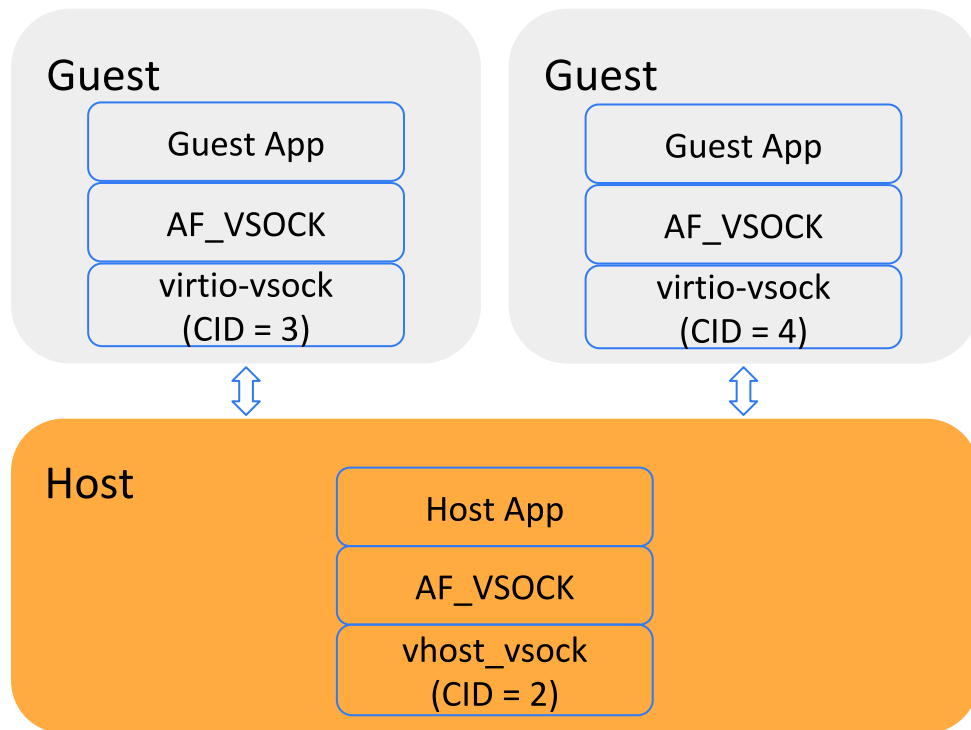 Guest
Guest App
AF_VSOCK
virtio-vsock
(CID = 3)
Guest
Guest App
AF_VSOCK
virtio-vsock
(CID = 4)
Host
Host App
AF_VSOCK
vhost_vsock
(CID = 2)